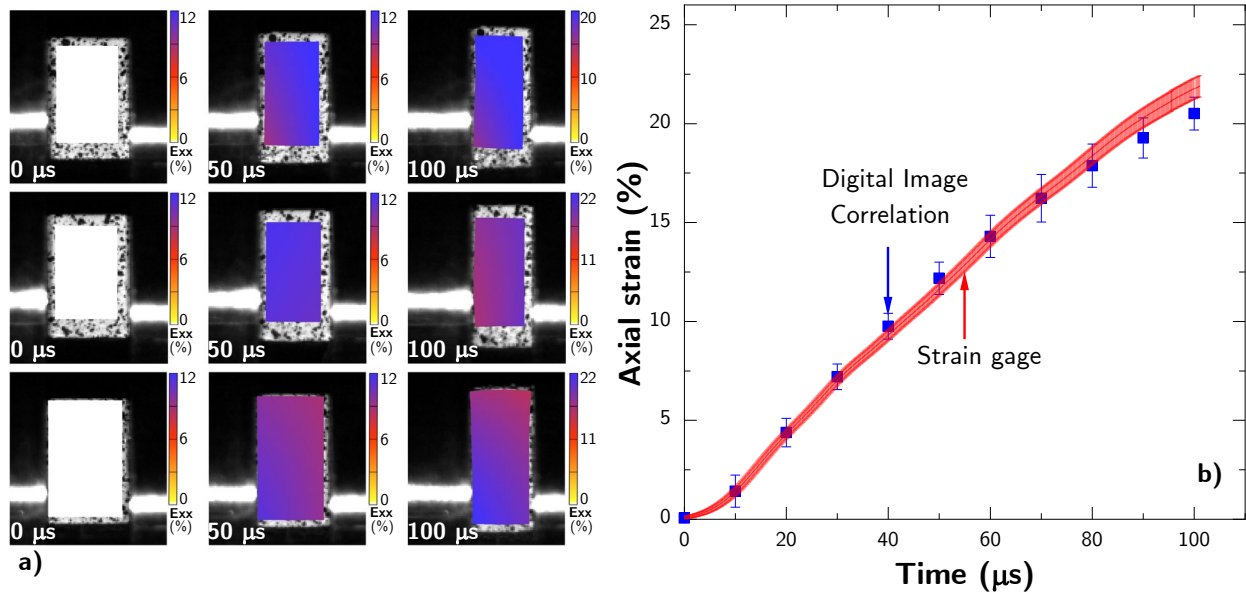 12
6
0
Exx
(%)
0 µs
12
6
0
Exx
(%)
50 µs
20
10
0
Exx
(%)
100 µs
12
6
0
Exx
(%)
0 µs
12
6
0
Exx
(%)
50 µs
22
11
0
Exx
(%)
100 µs
12
6
0
Exx
(%)
0 µs
12
6
0
Exx
(%)
50 µs
22
11
0
Exx
(%)
100 µs
a)
Axial strain (%)
25
20
15
10
5
0
Digital Image
Correlation
Strain gage
b)
0 20 40 60 80 100
Time (µs)